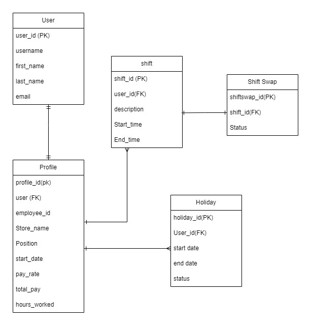 User
user_id (PK)
username
first_name
last_name
email
shift
shift_id (PK)
user_id(FK)
description
Start_time
End_time
Shift Swap
shiftswap_id(PK)
shift_id(FK)
Status
Profile
profile_id(pk)
user (FK)
employee_id
Store_name
Position
start_date
pay_rate
total_pay
hours_worked
Holiday
holiday_id(PK)
User_id(FK)
start date
end date
status